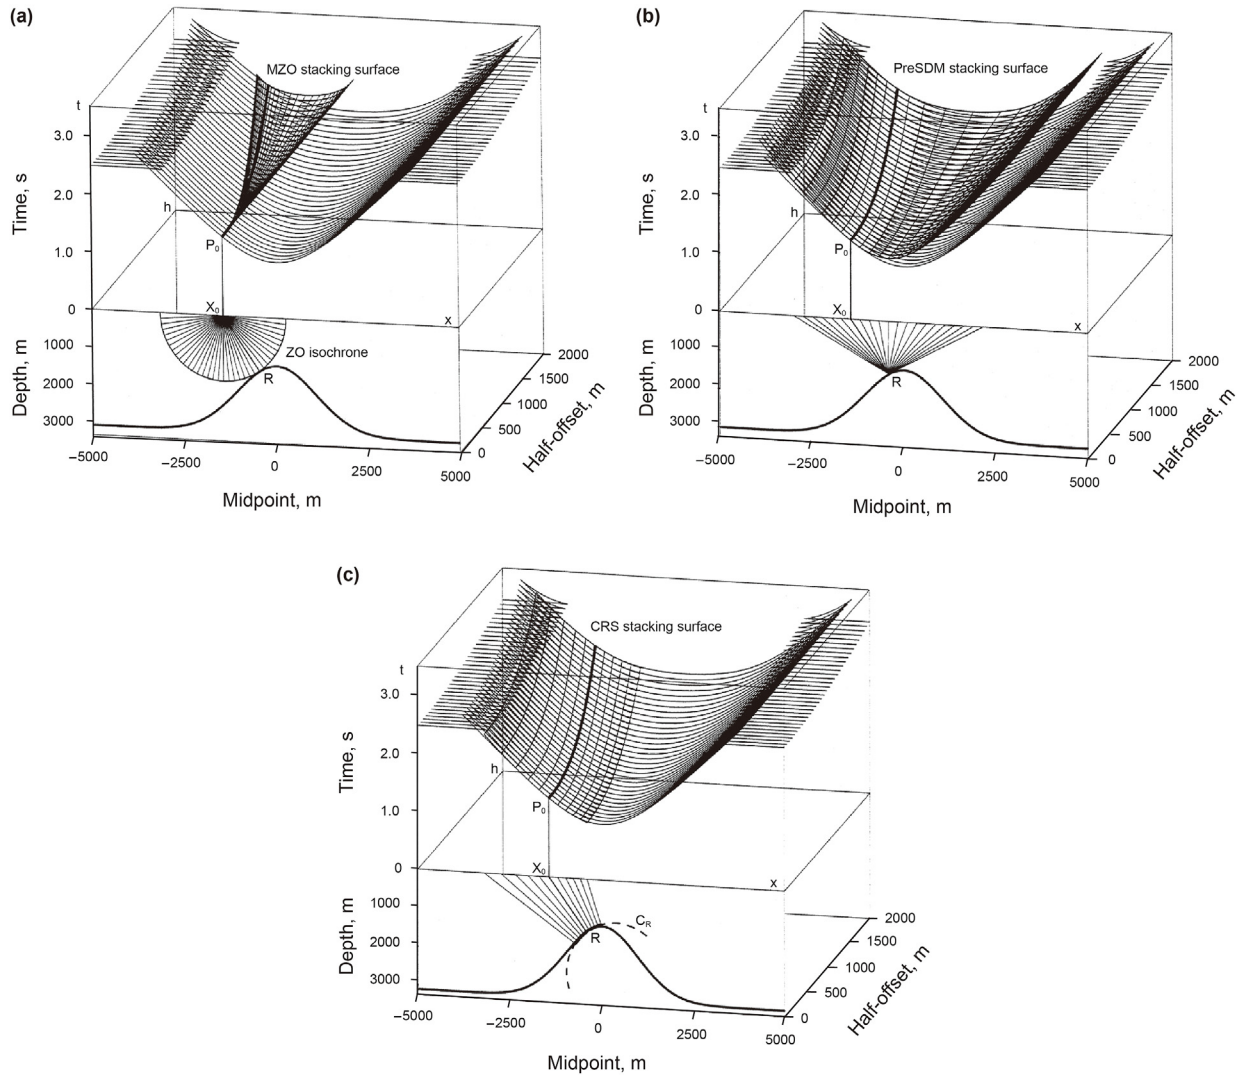 (a)
MZO stacking surface
t
3.0
2.0
1.0
0
Time, s
h
P0
X0
x
ZO isochrone
R
1000
2000
3000
Depth, m
−5000
−2500
0
2500
5000
Midpoint, m
0
500
1000
1500
2000
Half-offset, m
(b)
PreSDM stacking surface
t
3.0
2.0
1.0
0
Time, s
h
P0
X0
x
R
1000
2000
3000
Depth, m
−5000
−2500
0
2500
5000
Midpoint, m
0
500
1000
1500
2000
Half-offset, m
(c)
CRS stacking surface
t
3.0
2.0
1.0
0
Time, s
h
P0
X0
x
CR
R
1000
2000
3000
Depth, m
−5000
−2500
0
2500
5000
Midpoint, m
0
500
1000
1500
2000
Half-offset, m